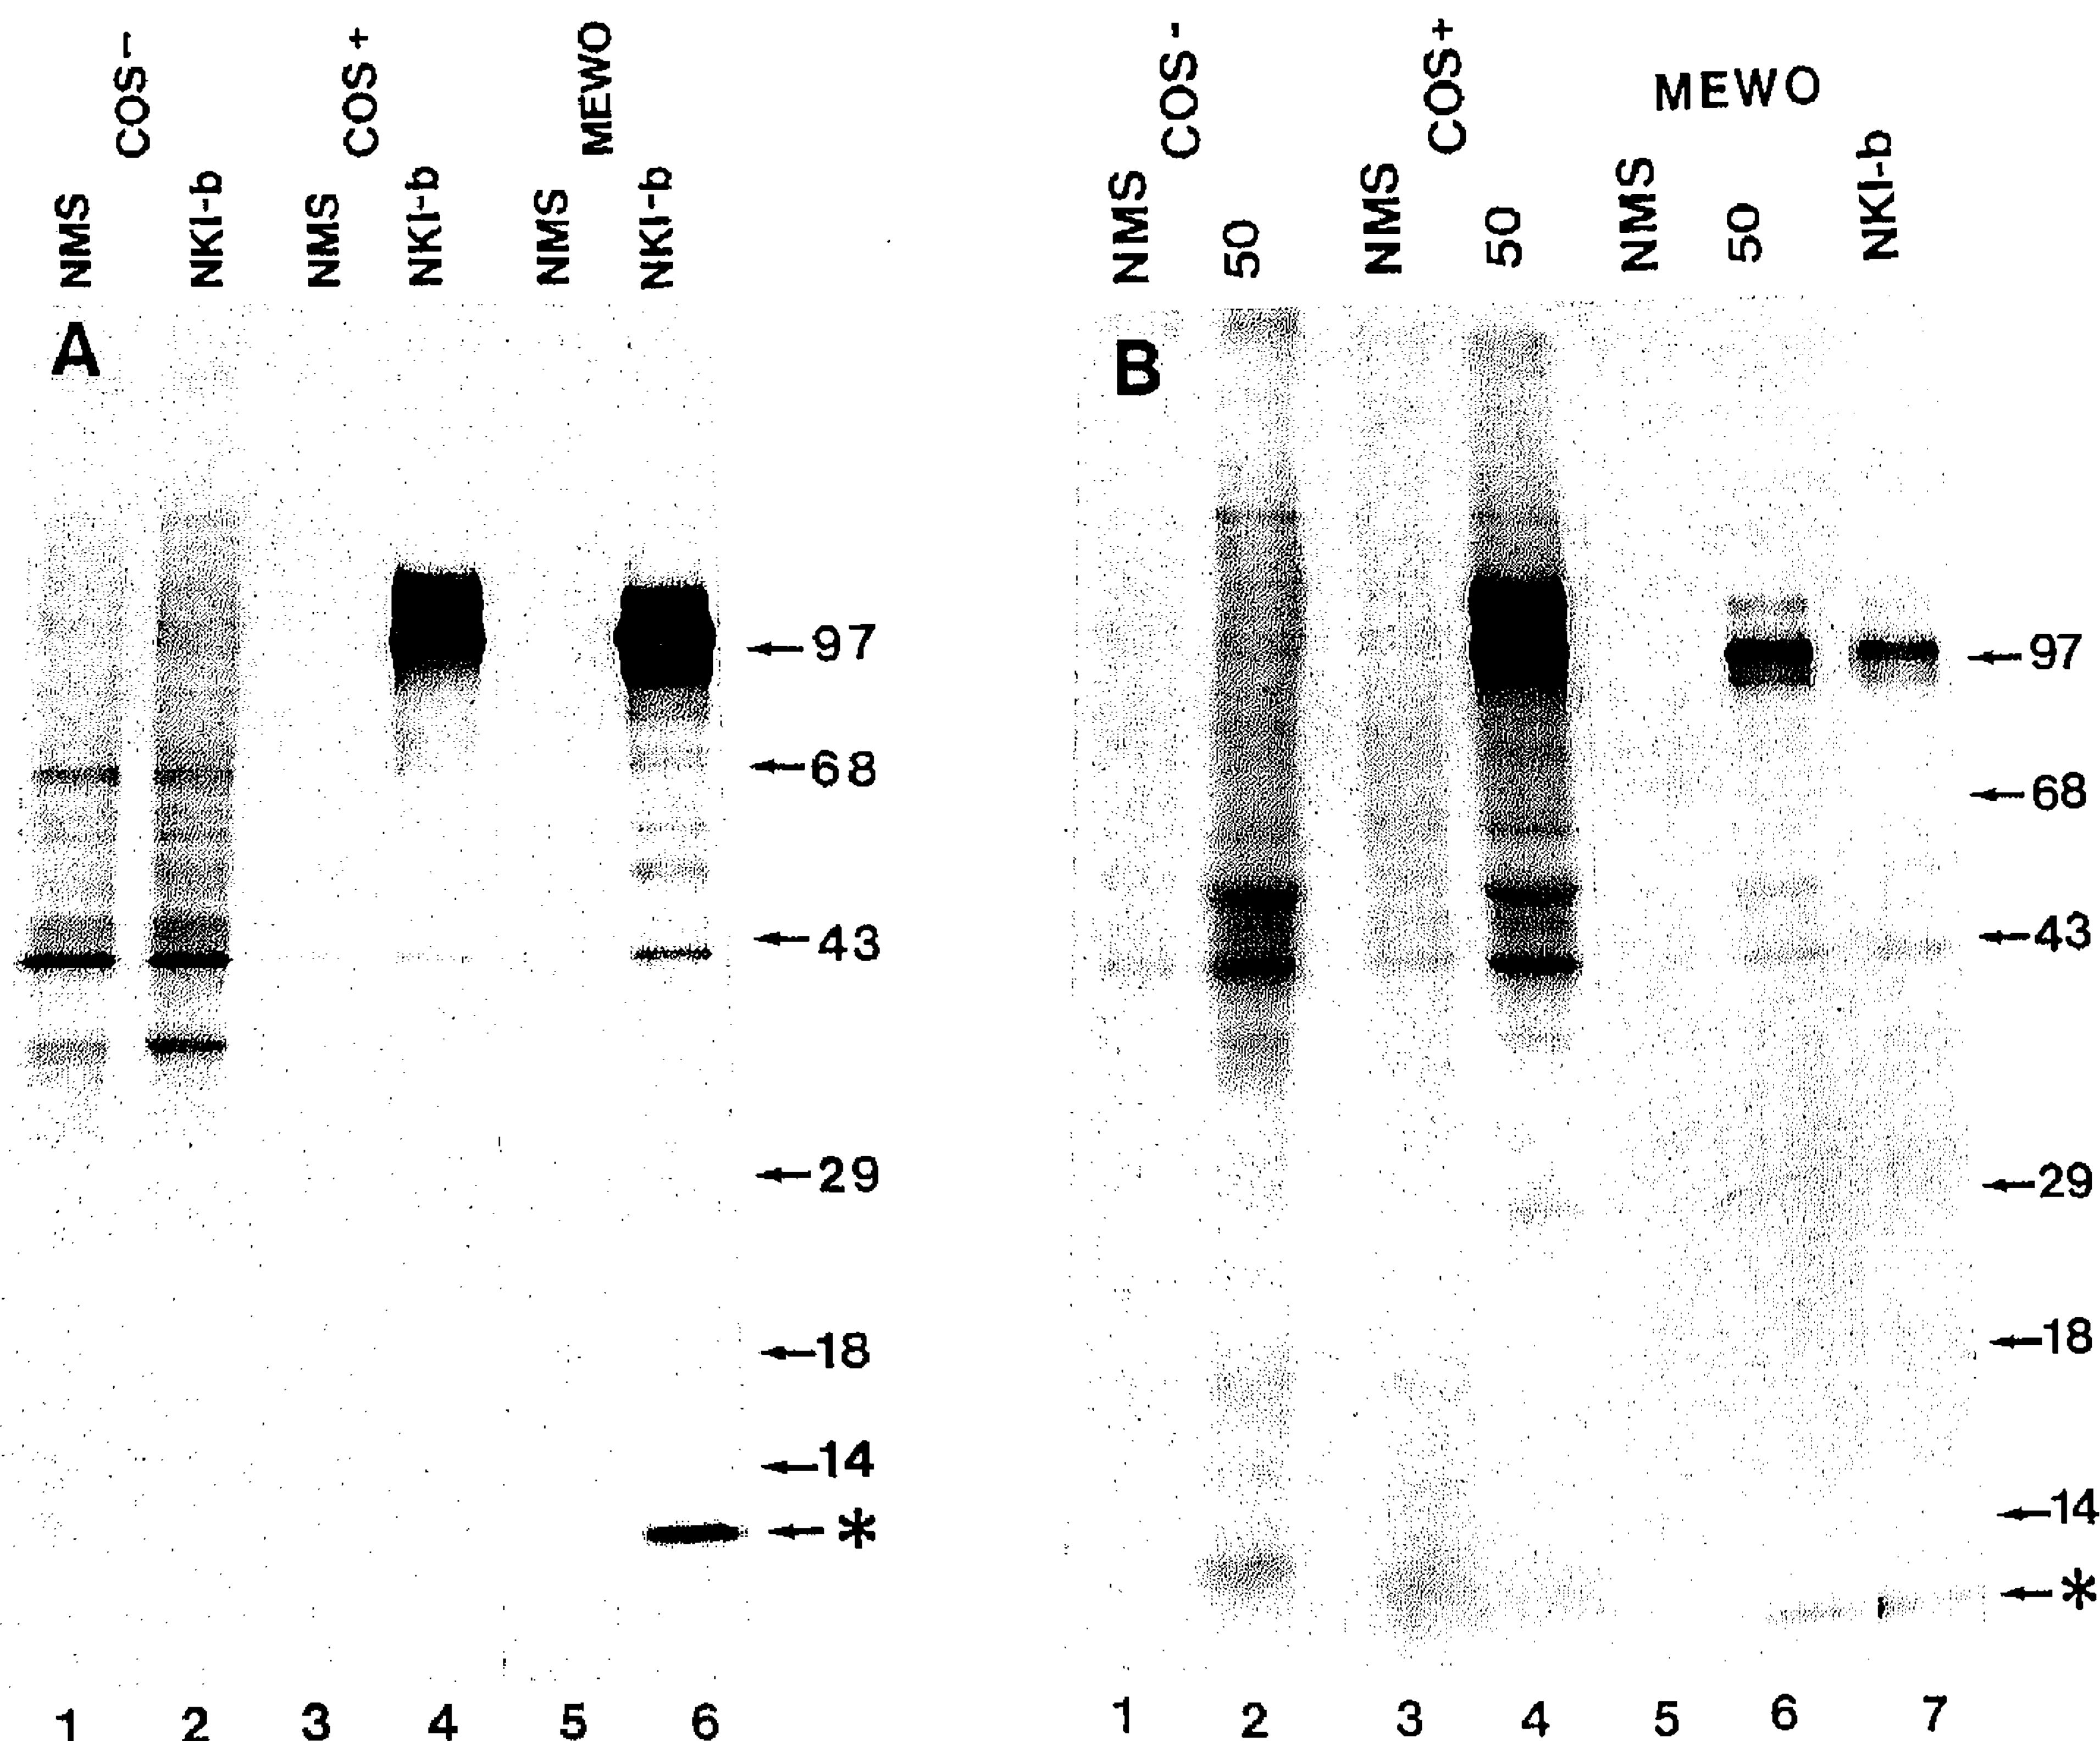 COS-
COS+
MEWO
NMS
NKI-b
NMS
NKI-b
NMS
NKI-b
A
←97
←68
←43
←29
←18
←14
←*
1 2 3 4 5 6
COS-
COS+
MEWO
NMS
50
NMS
50
NMS
50
NKI-b
B
←97
←68
←43
←29
←18
←14
←*
1 2 3 4 5 6 7